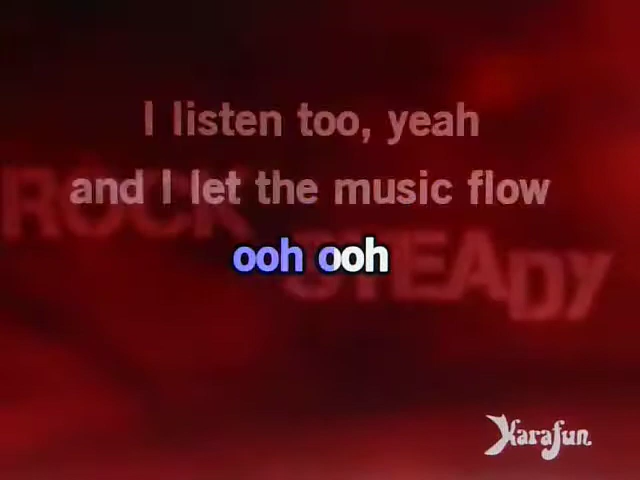 I listen too, yeah
and I let the music flow
ooh ooh
ROCK
STEADY
Karafun